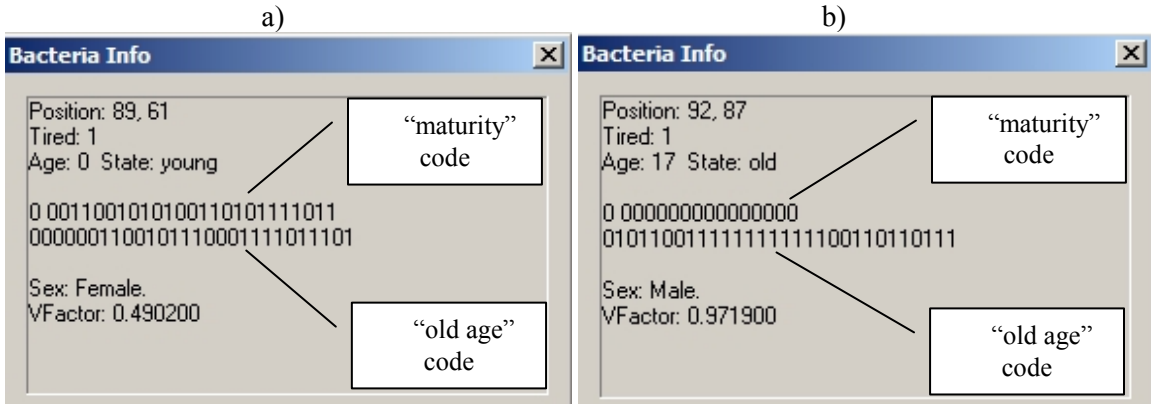 a)
Bacteria Info
Position: 89, 61
Tired: 1
Age: 0 State: young
"maturity"
code
0 0011001010100110101111011
0000001100101110001111011101
Sex: Female.
VFactor: 0.490200
"old age"
code
b)
Bacteria Info
Position: 92, 87
Tired: 1
Age: 17 State: old
"maturity"
code
0 000000000000000
0101100111111111111100110110111
Sex: Male.
VFactor: 0.971900
"old age"
code